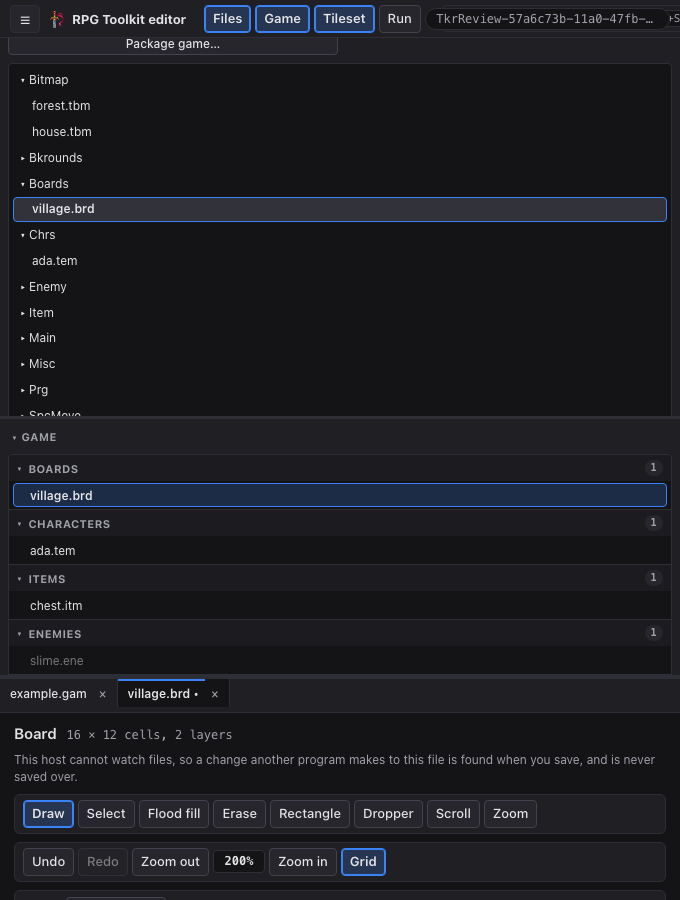 RPG Toolkit editor Files Game Tileset Run TkrReview-57a6c73b-11a0-47fb-…
Package game…
Bitmap
forest.tbm
house.tbm
Bkrounds
Boards
village.brd
Chrs
ada.tem
Enemy
Item
Main
Misc
Prg
SpcMove
GAME
BOARDS 1
village.brd
CHARACTERS 1
ada.tem
ITEMS 1
chest.itm
ENEMIES 1
slime.ene
example.gam × village.brd • ×
Board 16 × 12 cells, 2 layers
This host cannot watch files, so a change another program makes to this file is found when you save, and is never
saved over.
Draw Select Flood fill Erase Rectangle Dropper Scroll Zoom
Undo Redo Zoom out 200% Zoom in Grid